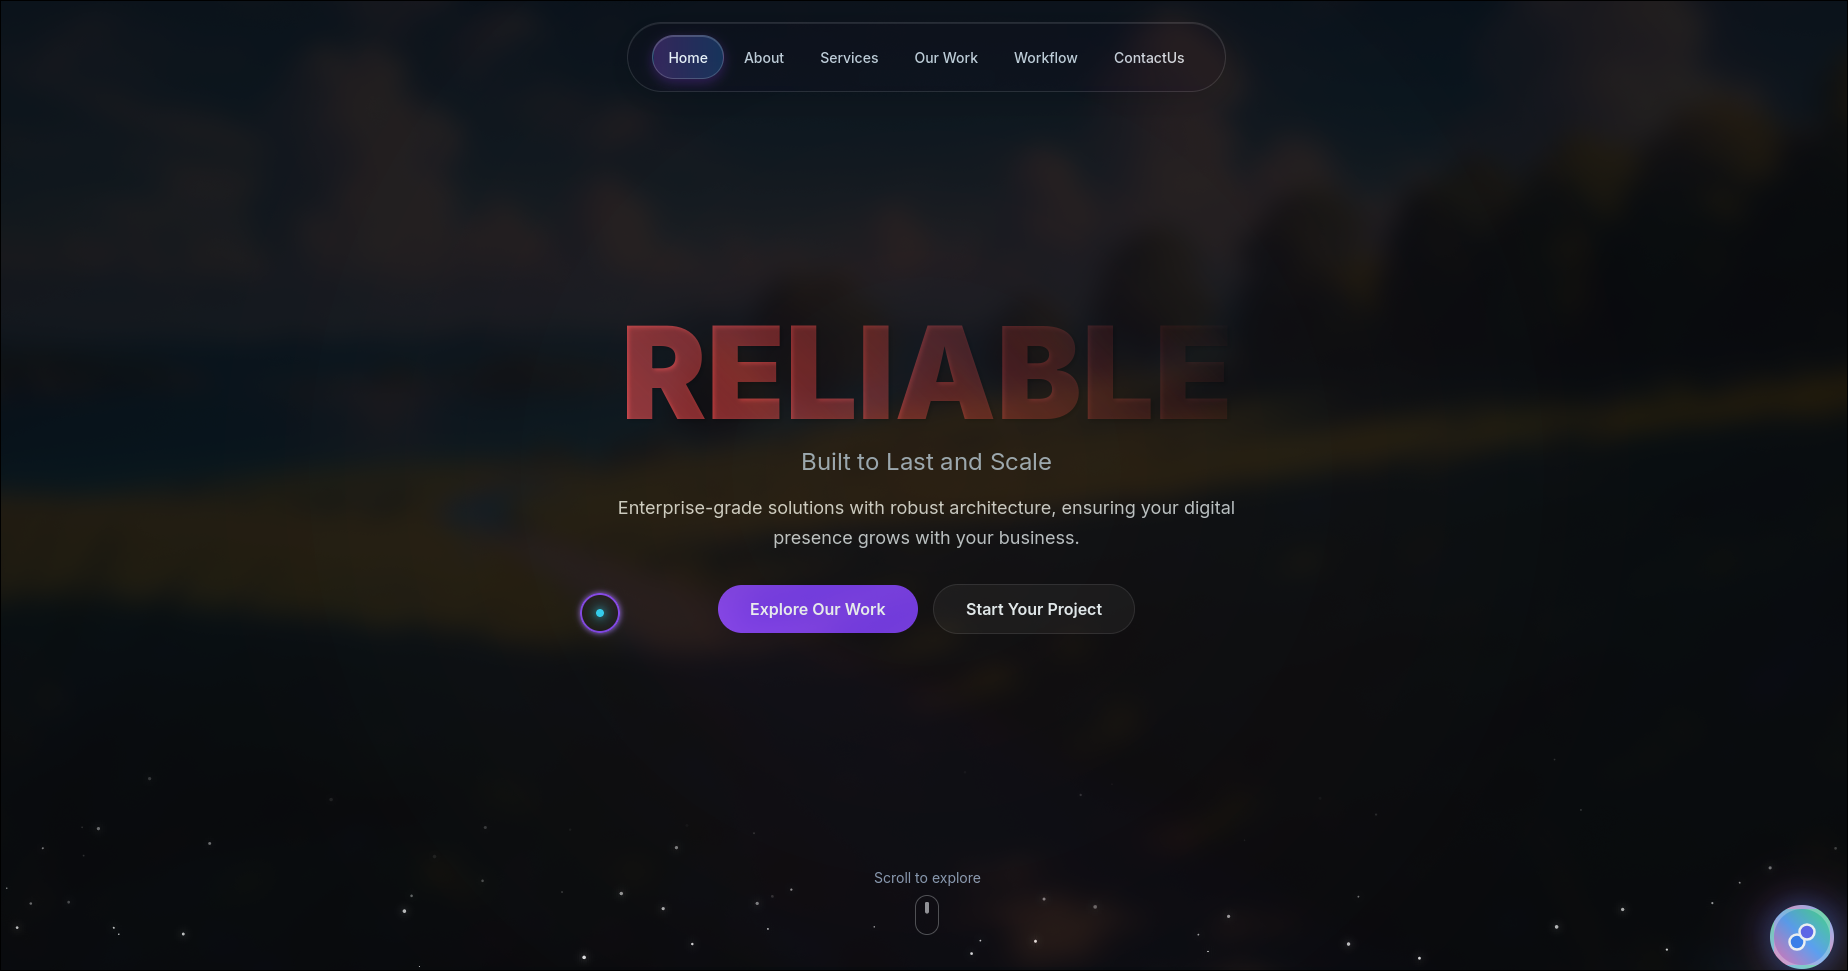 Home About Services Our Work Workflow ContactUs
RELIABLE
Built to Last and Scale
Enterprise-grade solutions with robust architecture, ensuring your digital
presence grows with your business.
Explore Our Work Start Your Project
Scroll to explore